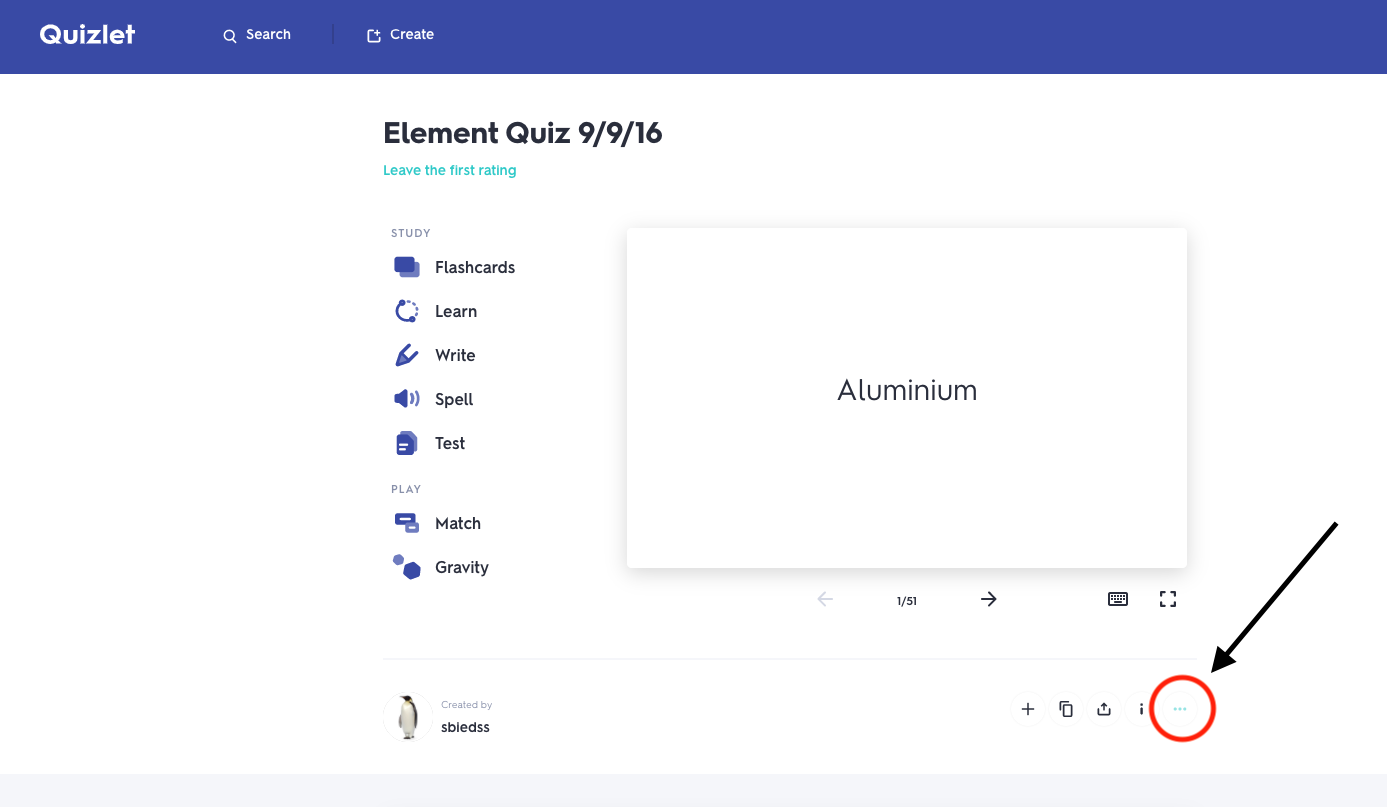 Quizlet
Search
Create
Element Quiz 9/9/16
Leave the first rating
STUDY
Flashcards
Learn
Write
Spell
Test
PLAY
Match
Gravity
Aluminium
1/51
Created by
sbiedss